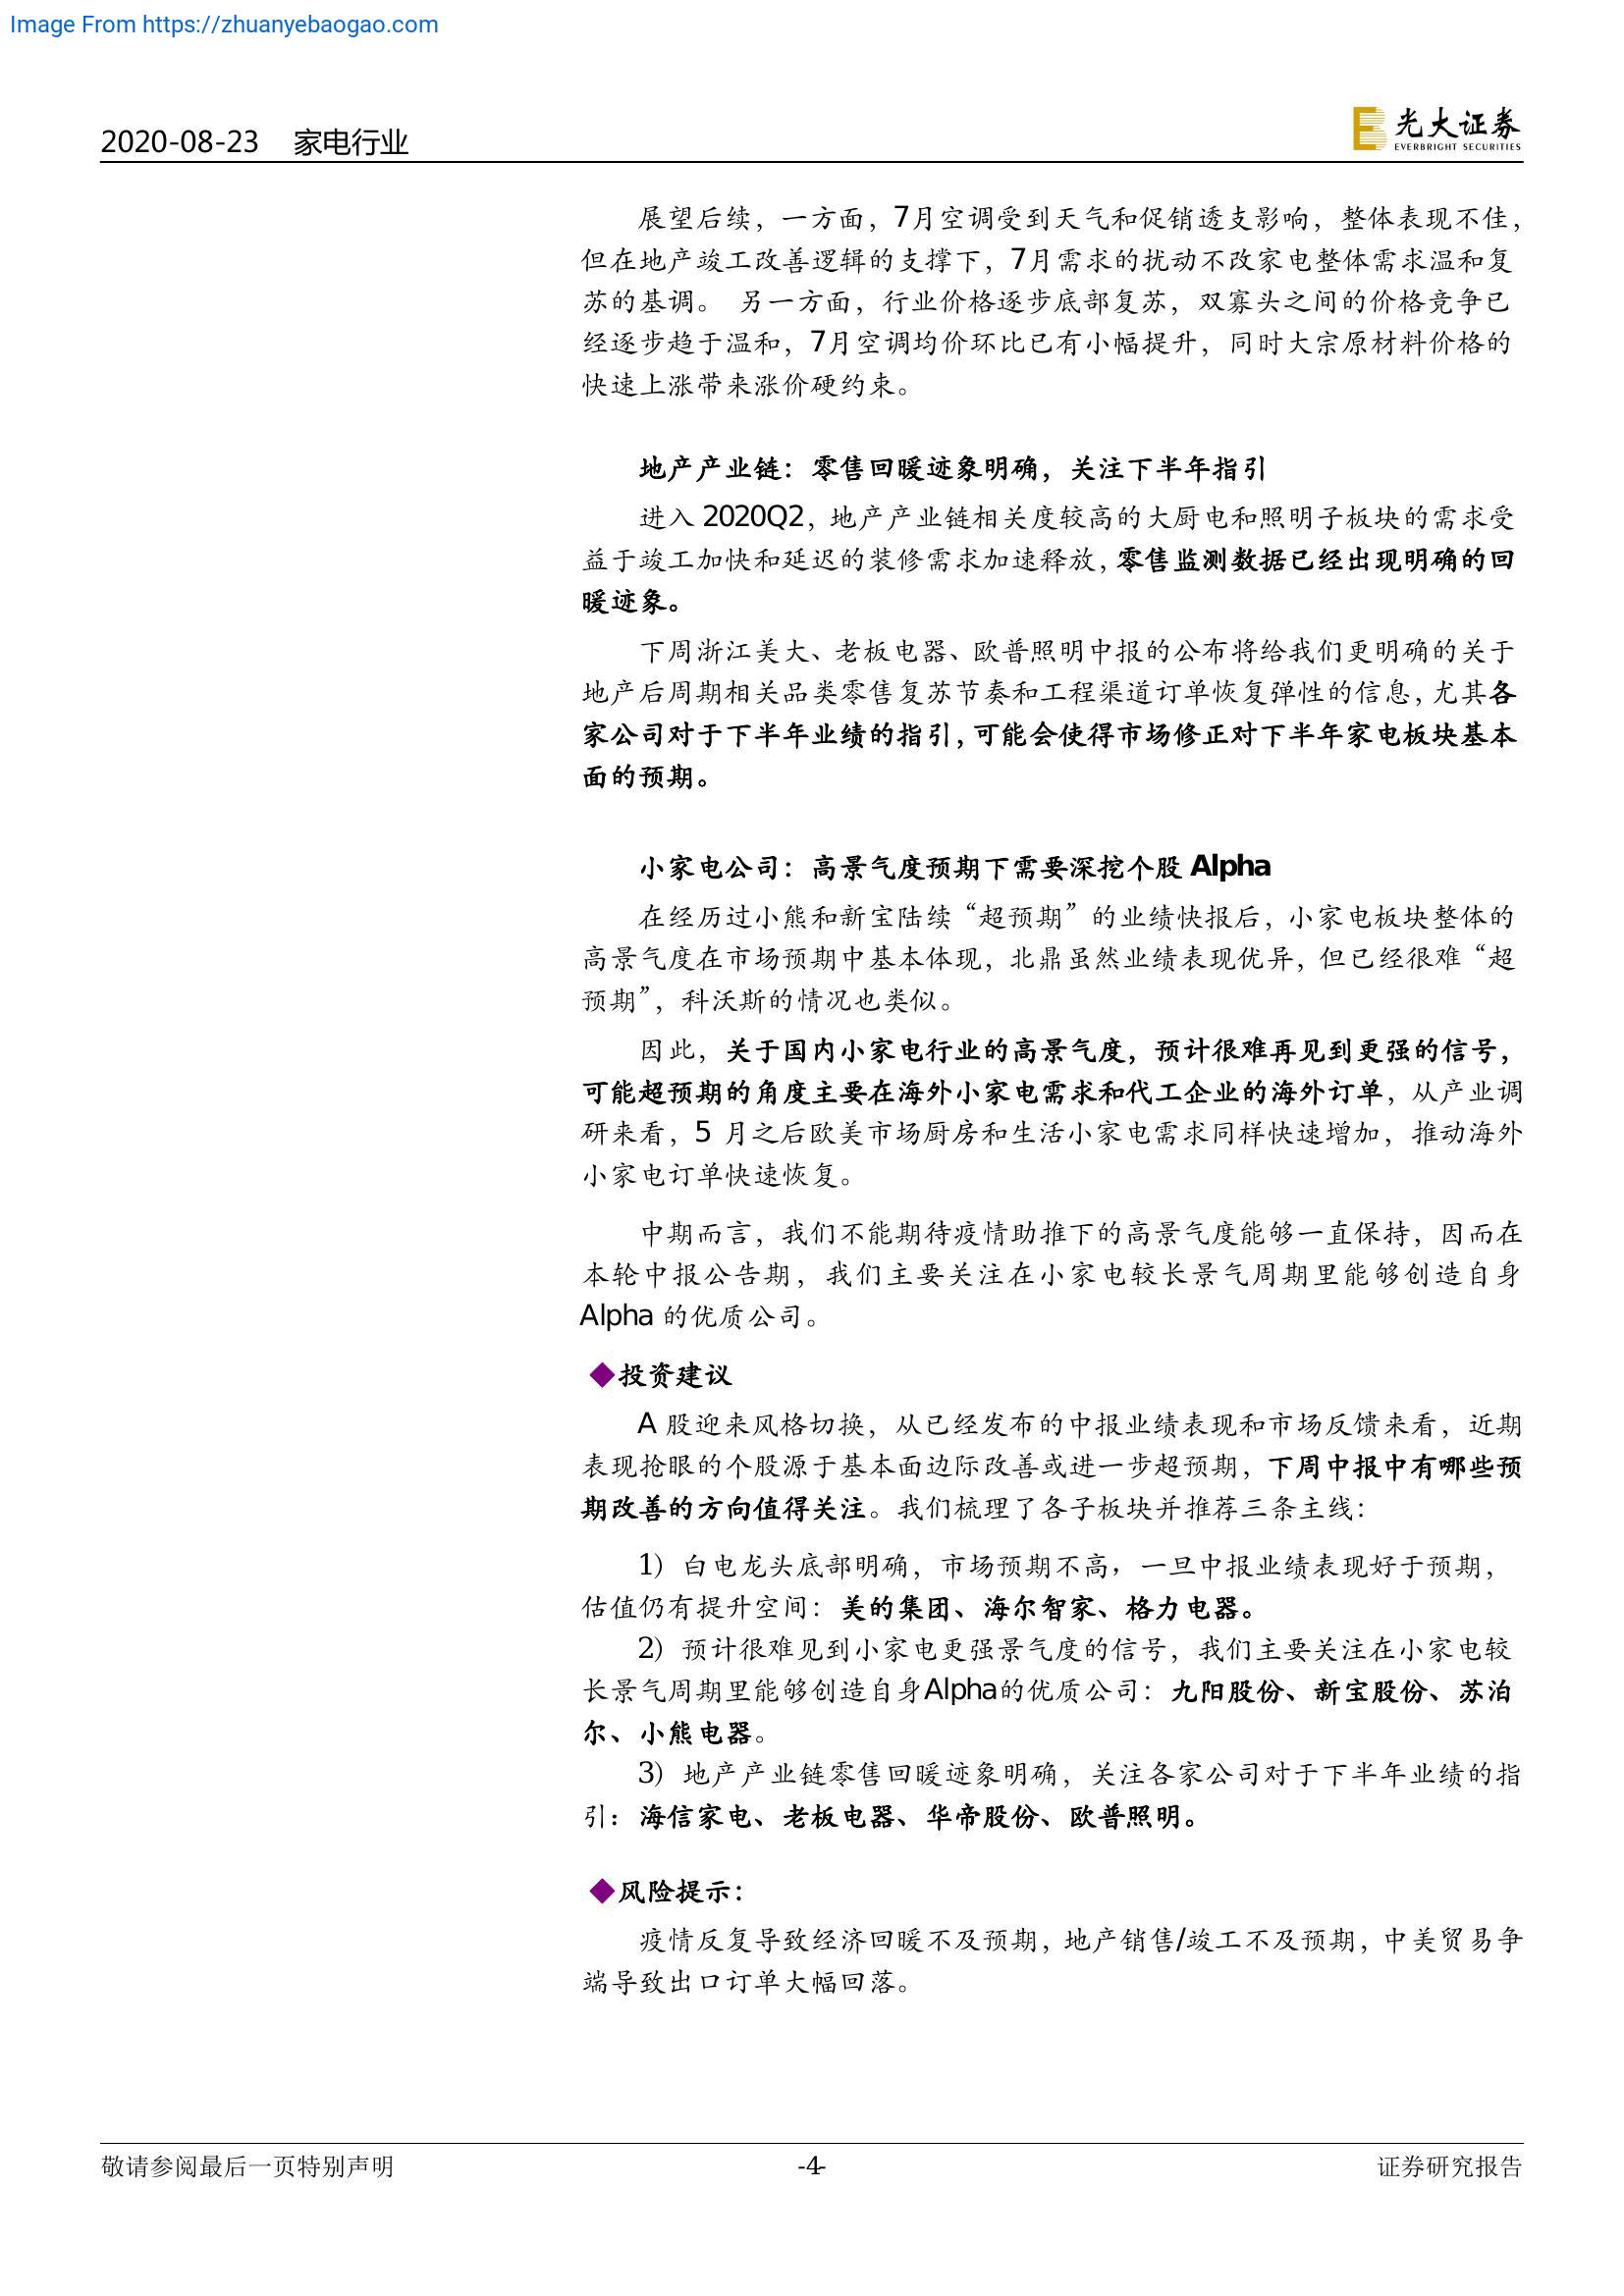 Image From https://zhuanyebaogao.com
2020-08-23 家电行业
光大证券
EVERBRIGHT SECURITIES
展望后续，一方面，7月空调受到天气和促销透支影响，整体表现不佳，
但在地产竣工改善逻辑的支撑下，7月需求的扰动不改家电整体需求温和复
苏的基调。 另一方面，行业价格逐步底部复苏，双寡头之间的价格竞争已
经逐步趋于温和，7月空调均价环比已有小幅提升，同时大宗原材料价格的
快速上涨带来涨价硬约束。
地产产业链：零售回暖迹象明确，关注下半年指引
进入 2020Q2，地产产业链相关度较高的大厨电和照明子板块的需求受
益于竣工加快和延迟的装修需求加速释放，零售监测数据已经出现明确的回
暖迹象。
下周浙江美大、老板电器、欧普照明中报的公布将给我们更明确的关于
地产后周期相关品类零售复苏节奏和工程渠道订单恢复弹性的信息，尤其各
家公司对于下半年业绩的指引，可能会使得市场修正对下半年家电板块基本
面的预期。
小家电公司：高景气度预期下需要深挖个股 Alpha
在经历过小熊和新宝陆续“超预期”的业绩快报后，小家电板块整体的
高景气度在市场预期中基本体现，北鼎虽然业绩表现优异，但已经很难“超
预期”，科沃斯的情况也类似。
因此，关于国内小家电行业的高景气度，预计很难再见到更强的信号，
可能超预期的角度主要在海外小家电需求和代工企业的海外订单，从产业调
研来看，5 月之后欧美市场厨房和生活小家电需求同样快速增加，推动海外
小家电订单快速恢复。
中期而言，我们不能期待疫情助推下的高景气度能够一直保持，因而在
本轮中报公告期，我们主要关注在小家电较长景气周期里能够创造自身
Alpha 的优质公司。
◆投资建议
A 股迎来风格切换，从已经发布的中报业绩表现和市场反馈来看，近期
表现抢眼的个股源于基本面边际改善或进一步超预期，下周中报中有哪些预
期改善的方向值得关注。我们梳理了各子板块并推荐三条主线：
1）白电龙头底部明确，市场预期不高，一旦中报业绩表现好于预期，
估值仍有提升空间：美的集团、海尔智家、格力电器。
2）预计很难见到小家电更强景气度的信号，我们主要关注在小家电较
长景气周期里能够创造自身Alpha的优质公司：九阳股份、新宝股份、苏泊
尔、小熊电器。
3）地产产业链零售回暖迹象明确，关注各家公司对于下半年业绩的指
引：海信家电、老板电器、华帝股份、欧普照明。
◆风险提示：
疫情反复导致经济回暖不及预期，地产销售/竣工不及预期，中美贸易争
端导致出口订单大幅回落。
敬请参阅最后一页特别声明
-4-
证券研究报告